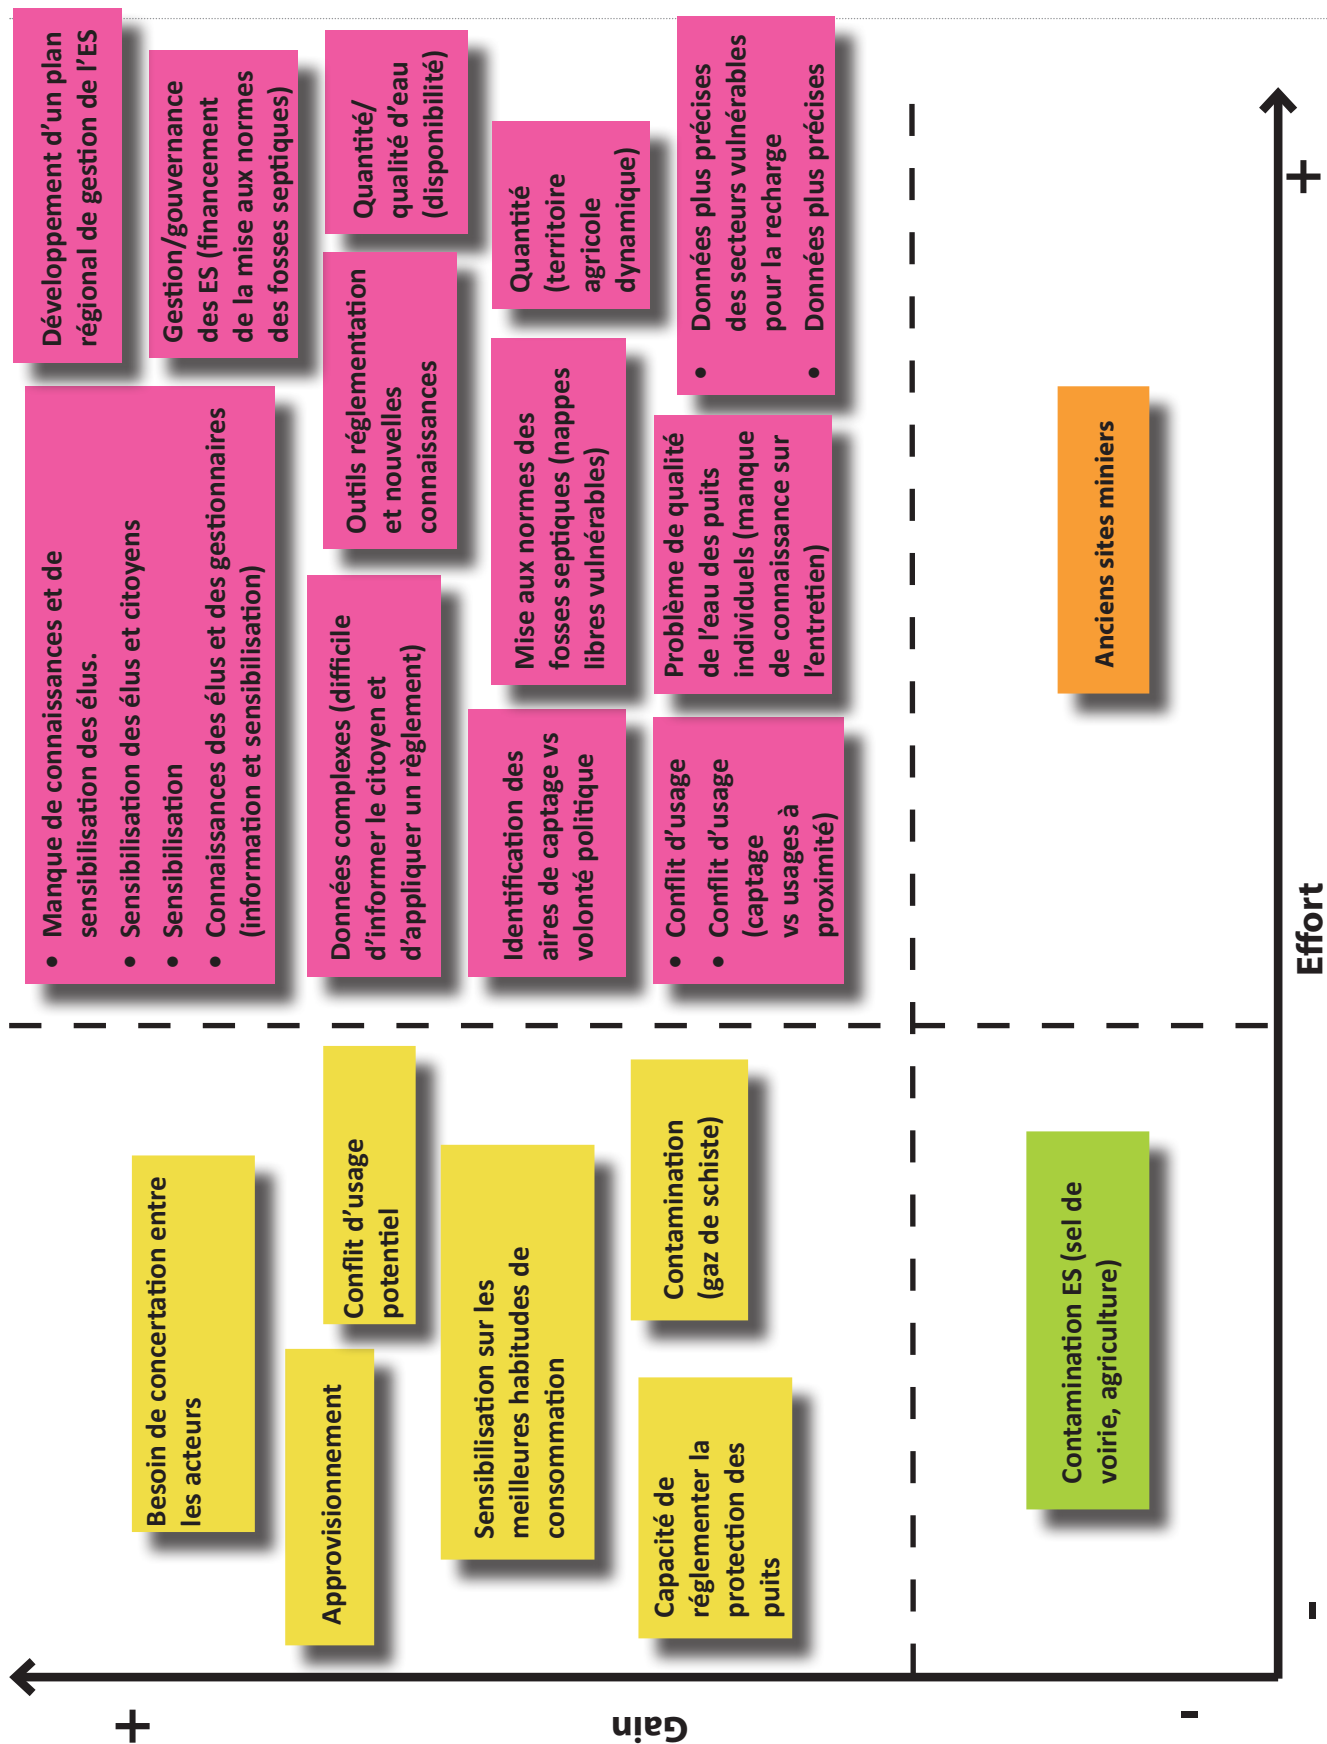 +
Gain
-
Besoin de concertation entre
les acteurs
Approvisionnement
Conflit d'usage
potentiel
Sensibilisation sur les
meilleures habitudes de
consommation
Capacité de
réglementer la
protection des
puits
Contamination
(gaz de schiste)
• Manque de connaissances et de
sensibilisation des élus.
• Sensibilisation des élus et citoyens
• Sensibilisation
• Connaissances des élus et des gestionnaires
(information et sensibilisation)
Développement d'un plan
régional de gestion de l'ES
Gestion/gouvernance
des ES (financement
de la mise aux normes
des fosses septiques)
Données complexes (difficile
d'informer le citoyen et
d'appliquer un règlement)
Outils réglementation
et nouvelles
connaissances
Quantité/
qualité d'eau
(disponibilité)
Identification des
aires de captage vs
volonté politique
Mise aux normes des
fosses septiques (nappes
libres vulnérables)
Quantité
(territoire
agricole
dynamique)
• Conflit d'usage
• Conflit d'usage
(captage
vs usages à
proximité)
Problème de qualité
de l'eau des puits
individuels (manque
de connaissance sur
l'entretien)
• Données plus précises
des secteurs vulnérables
pour la recharge
• Données plus précises
Contamination ES (sel de
voirie, agriculture)
Anciens sites miniers
-
Effort
+